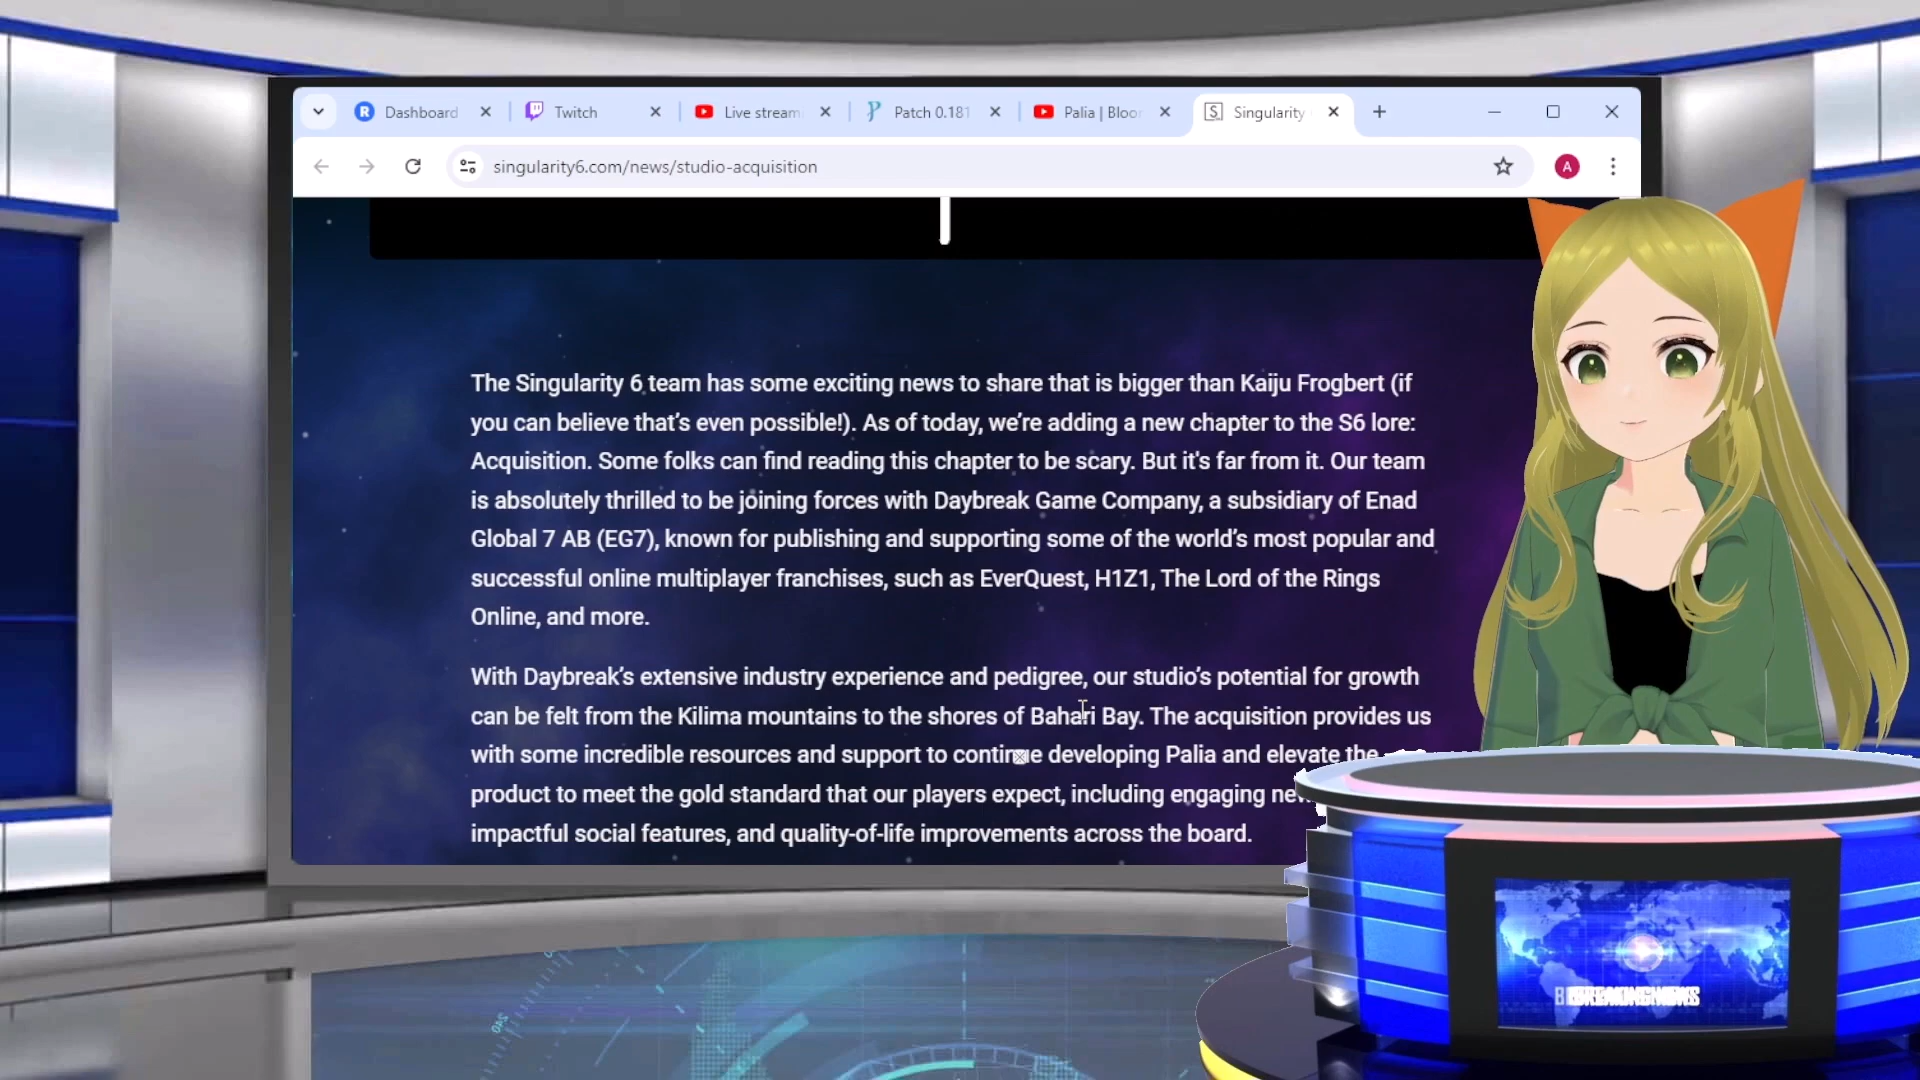 Dashboard
Twitch
Live stream
Patch 0.181
Palia | Bloor
Singularity
singularity6.com/news/studio-acquisition
A
The Singularity 6 team has some exciting news to share that is bigger than Kaiju Frogbert (if
you can believe that's even possible!). As of today, we're adding a new chapter to the S6 lore:
Acquisition. Some folks can find reading this chapter to be scary. But it's far from it. Our team
is absolutely thrilled to be joining forces with Daybreak Game Company, a subsidiary of Enad
Global 7 AB (EG7), known for publishing and supporting some of the world's most popular and
successful online multiplayer franchises, such as EverQuest, H1Z1, The Lord of the Rings
Online, and more.
With Daybreak's extensive industry experience and pedigree, our studio's potential for growth
can be felt from the Kilima mountains to the shores of Bahari Bay. The acquisition provides us
with some incredible resources and support to continue developing Palia and elevate the
product to meet the gold standard that our players expect, including engaging
impactful social features, and quality-of-life improvements across the board.
240